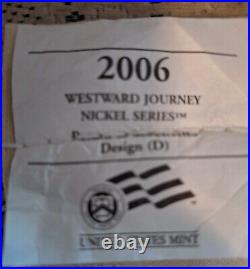 2006
WESTWARD JOURNEY
NICKEL SERIES™
Design (D)
UNITED STATES MINT